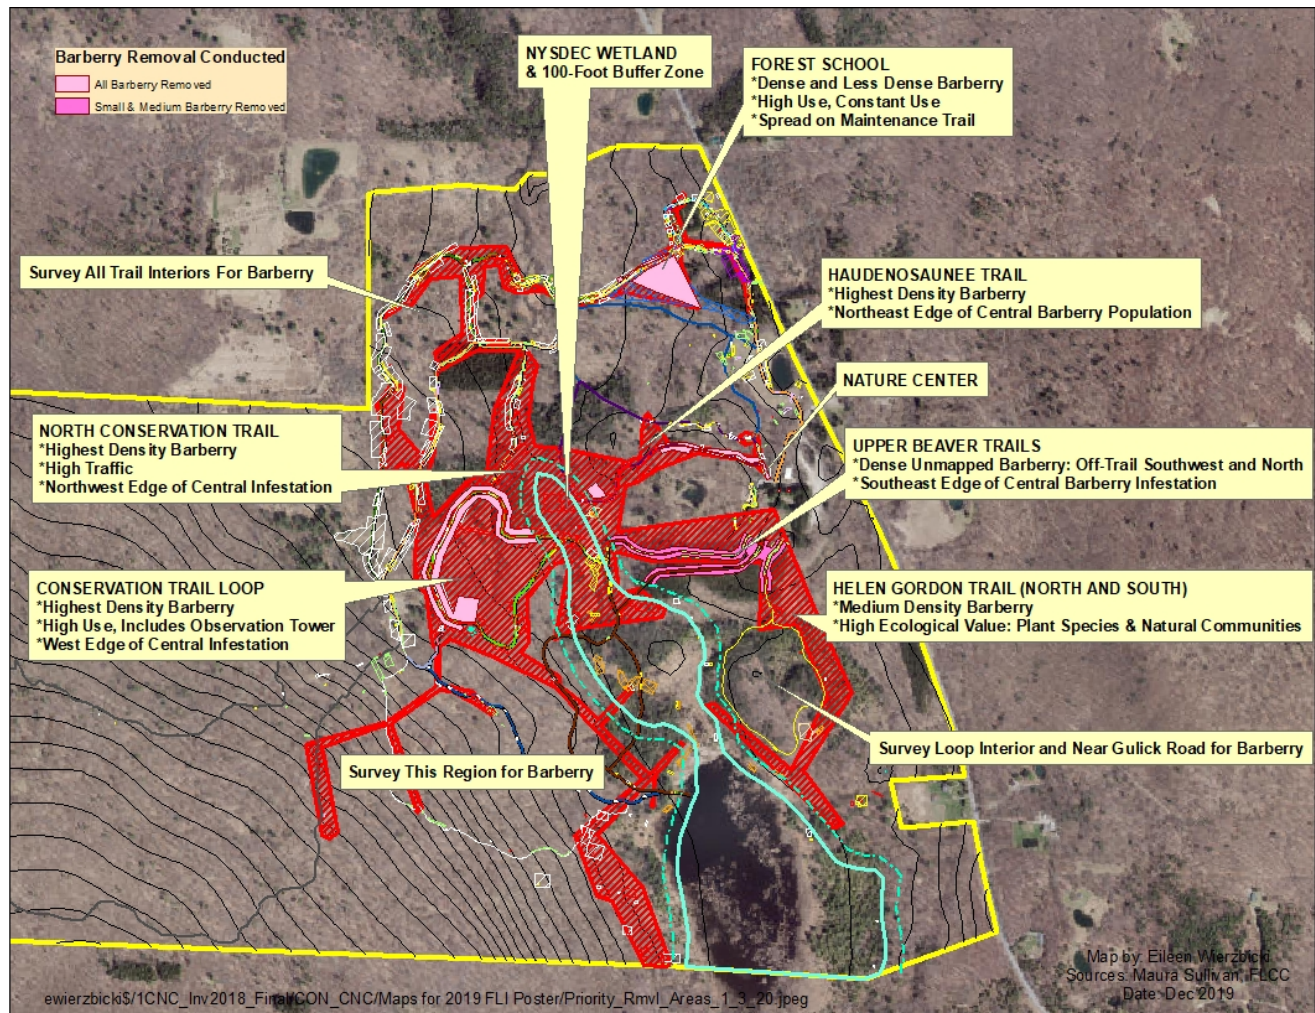 Barberry Removal Conducted
All Barberry Removed
Small & Medium Barberry Removed
NYSDEC WETLAND
& 100-Foot Buffer Zone
FOREST SCHOOL
*Dense and Less Dense Barberry
*High Use, Constant Use
*Spread on Maintenance Trail
Survey All Trail Interiors For Barberry
HAUDENOSAUNEE TRAIL
*Highest Density Barberry
*Northeast Edge of Central Barberry Population
NATURE CENTER
NORTH CONSERVATION TRAIL
*Highest Density Barberry
*High Traffic
*Northwest Edge of Central Infestation
UPPER BEAVER TRAILS
*Dense Unmapped Barberry: Off-Trail Southwest and North
*Southeast Edge of Central Barberry Infestation
CONSERVATION TRAIL LOOP
*Highest Density Barberry
*High Use, Includes Observation Tower
*West Edge of Central Infestation
HELEN GORDON TRAIL (NORTH AND SOUTH)
*Medium Density Barberry
*High Ecological Value: Plant Species & Natural Communities
Survey Loop Interior and Near Gulick Road for Barberry
Survey This Region for Barberry
Map by: Eileen Wierzbicki
Sources: Maura Sullivan, FLCC
Date: Dec 2019
ewierzbicki$/1CNC_Inv2018_Final/CON_CNC/Maps for 2019 FLI Poster/Priority_Rmvl_Areas_1_3_20.jpeg